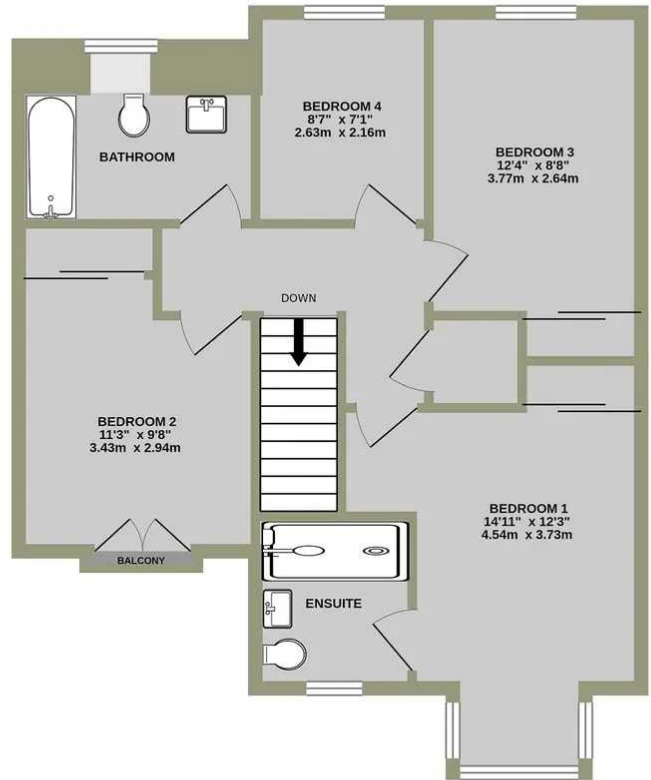 BEDROOM 4
8'7" x 7'1"
2.63m x 2.16m
BEDROOM 3
12'4" x 8'8"
3.77m x 2.64m
BATHROOM
DOWN
BEDROOM 2
11'3" x 9'8"
3.43m x 2.94m
BALCONY
BEDROOM 1
14'11" x 12'3"
4.54m x 3.73m
ENSUITE